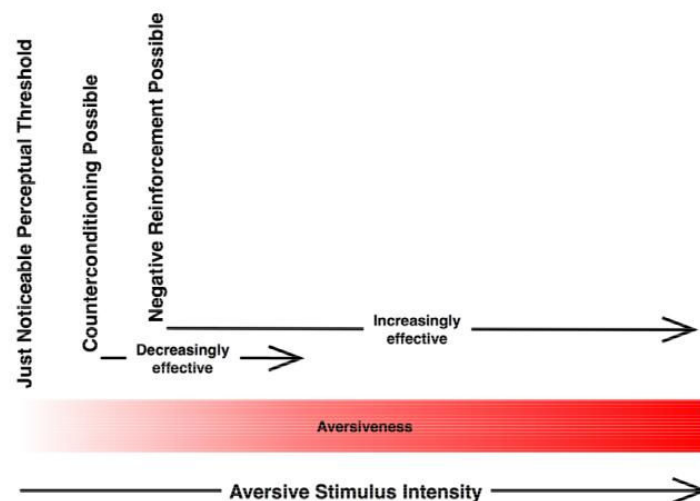 Just Noticeable Perceptual Threshold
Counterconditioning Possible
Negative Reinforcement Possible
Increasingly
effective
Decreasingly
effective
Aversiveness
Aversive Stimulus Intensity